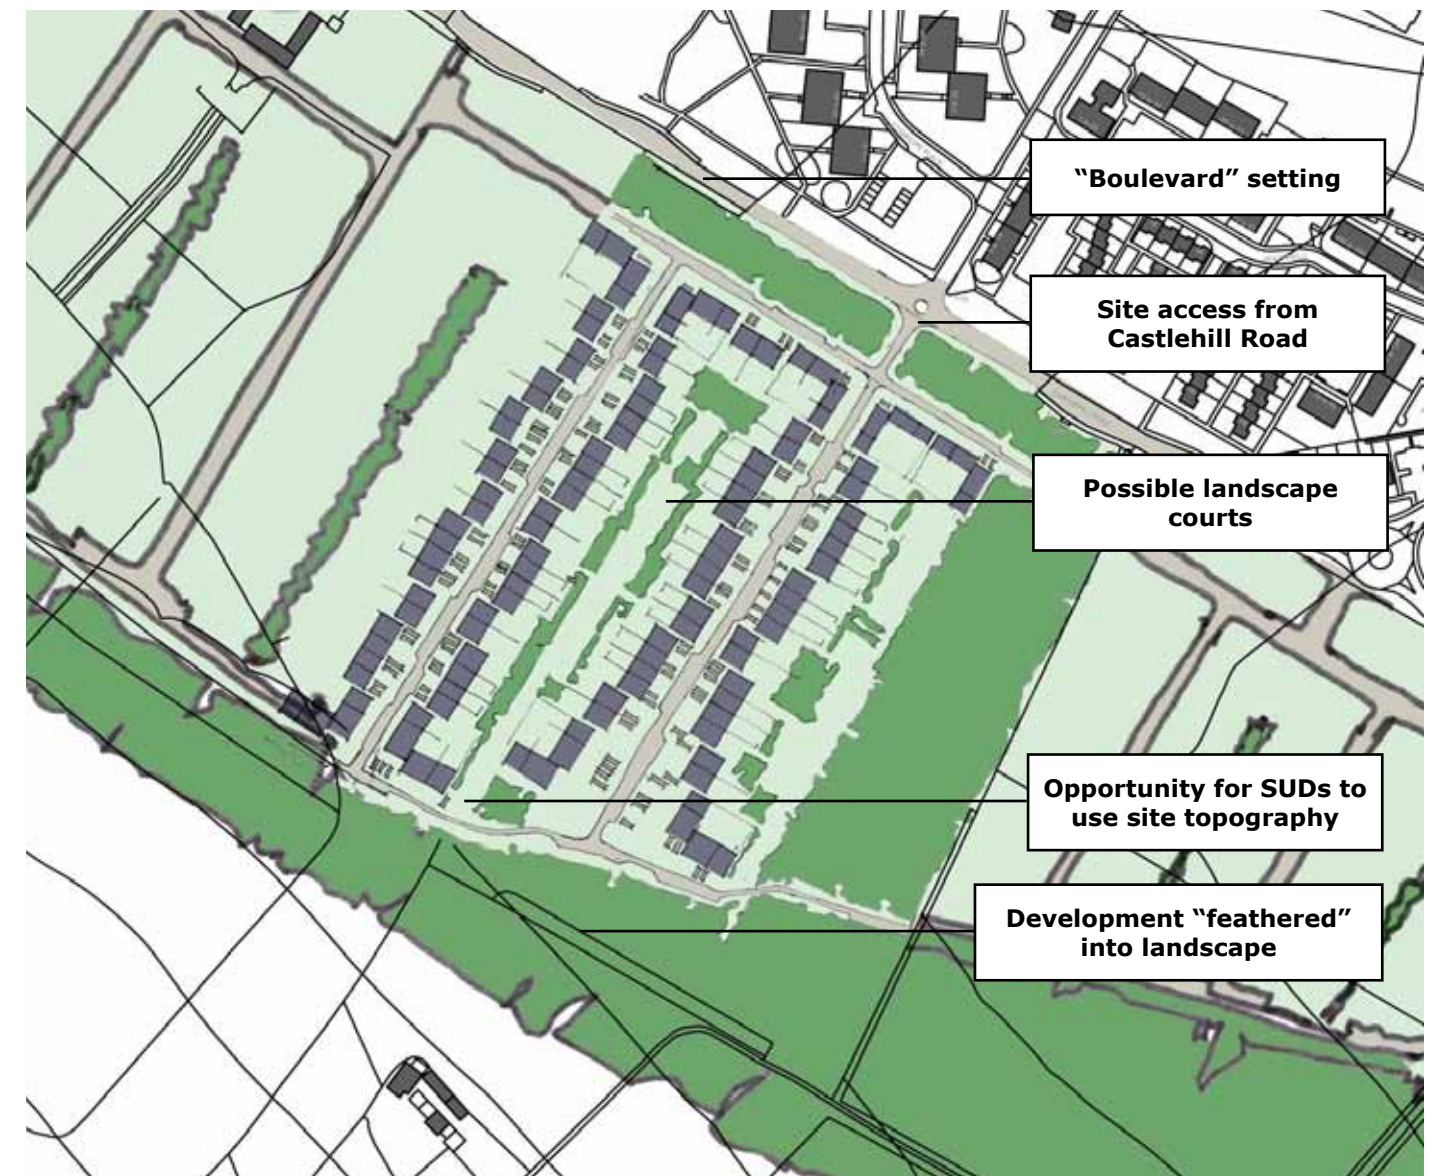 “Boulevard” setting
Site access from
Castlehill Road
Possible landscape
courts
Opportunity for SUDs to
use site topography
Development “feathered”
into landscape